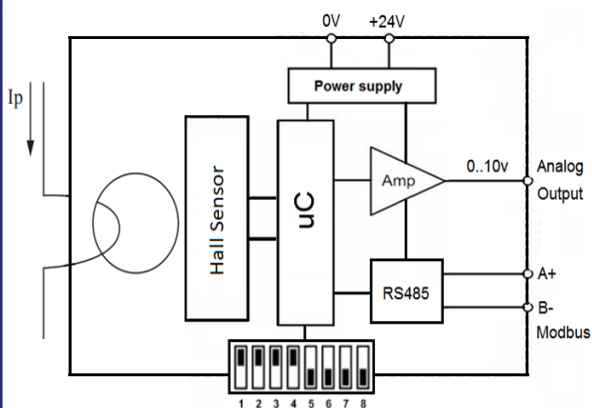 0V +24V
Power supply
Ip
Hall Sensor
uC
Amp
0..10v
Analog
Output
RS485
A+
B-
Modbus
1 2 3 4 5 6 7 8